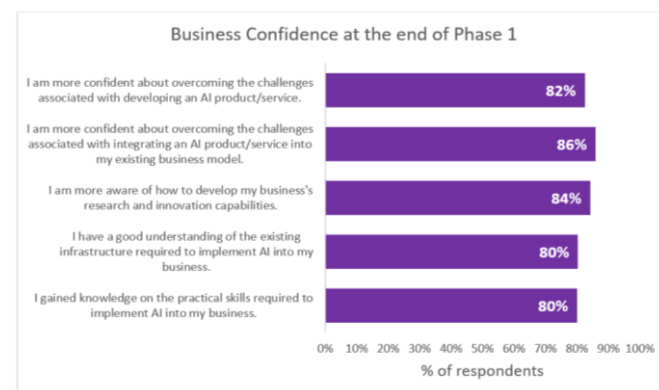 Business Confidence at the end of Phase 1
I am more confident about overcoming the challenges
associated with developing an AI product/service.
82%
I am more confident about overcoming the challenges
associated with integrating an AI product/service into
my existing business model.
86%
I am more aware of how to develop my business's
research and innovation capabilities.
84%
I have a good understanding of the existing
infrastructure required to implement AI into my
business.
80%
I gained knowledge on the practical skills required to
implement AI into my business.
80%
0% 10% 20% 30% 40% 50% 60% 70% 80% 90% 100%
% of respondents